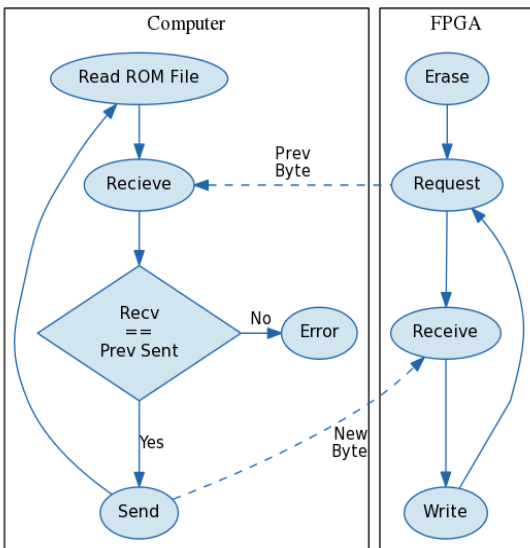 Computer
FPGA
Read ROM File
Erase
Prev
Byte
Recieve
Request
Recv
==
Prev Sent
No
Error
Receive
Yes
New
Byte
Send
Write